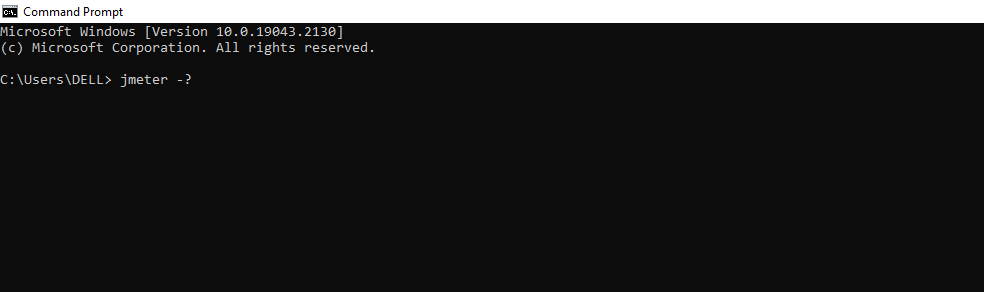 Command Prompt
Microsoft Windows [Version 10.0.19043.2130]
(c) Microsoft Corporation. All rights reserved.
C:\Users\DELL> jmeter -?